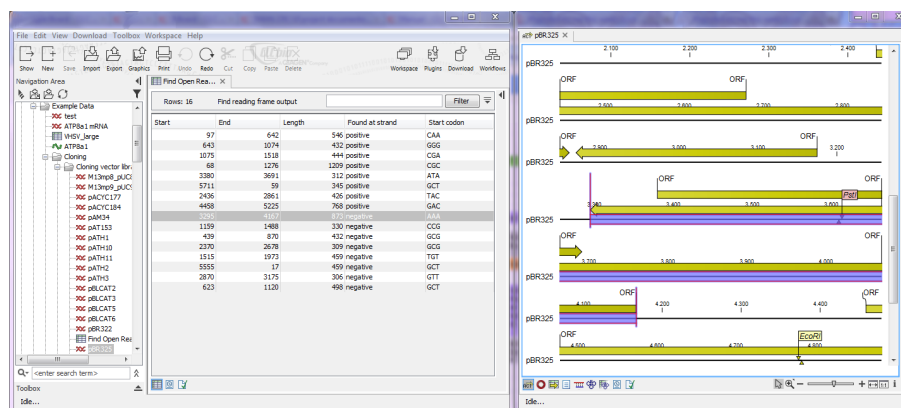 File Edit View Download Toolbox Workspace Help
Show New Save Import Export Graphics Print Undo Redo Cut Copy Paste Delete Workspace Plugins Download Workflows
Navigation Area
Example Data
test
ATP8a1 mRNA
VHSV_large
ATP8a1
Cloning
Cloning vector libr
M13mp8_pUC8
M13mp9_pUC9
pACYC177
pACYC184
pAM34
pAT153
pATH1
pATH10
pATH11
pATH2
pATH3
pBLCAT2
pBLCAT3
pBLCAT5
pBLCAT6
pBR322
Find Open Rea
pBR325
<enter search term>
Toolbox
Idle...
Find Open Rea... ×
Rows: 16 Find reading frame output Filter
Start End Length Found at strand Start codon
97 642 546 positive CAA
643 1074 432 positive GGG
1075 1518 444 positive CGA
68 1276 1209 positive CGC
3380 3691 312 positive ATA
5711 59 345 positive GCT
2436 2861 426 positive TAC
4458 5225 768 positive GAC
3295 4167 873 negative AAA
1159 1488 330 negative GCC
439 870 432 negative GCG
2370 2678 309 negative GCG
1515 1973 459 negative TGT
5555 17 459 negative GCT
2870 3175 306 negative GTT
623 1120 498 negative GCT
pBR325 ×
2.100 2.200 2.300 2.400
pBR325
ORF ORF
2.500 2.600 2.700 2.800
pBR325
ORF ORF
2.900 3.000 3.100 3.200
pBR325
ORF ORF
PstI
3.300 3.400 3.500 3.600
pBR325
ORF ORF
3.700 3.800 3.900 4.000
pBR325
ORF ORF
4.100 4.200 4.300 4.400
pBR325
ORF EcoRI
4.500 4.600 4.700 4.800
pBR325
Idle...